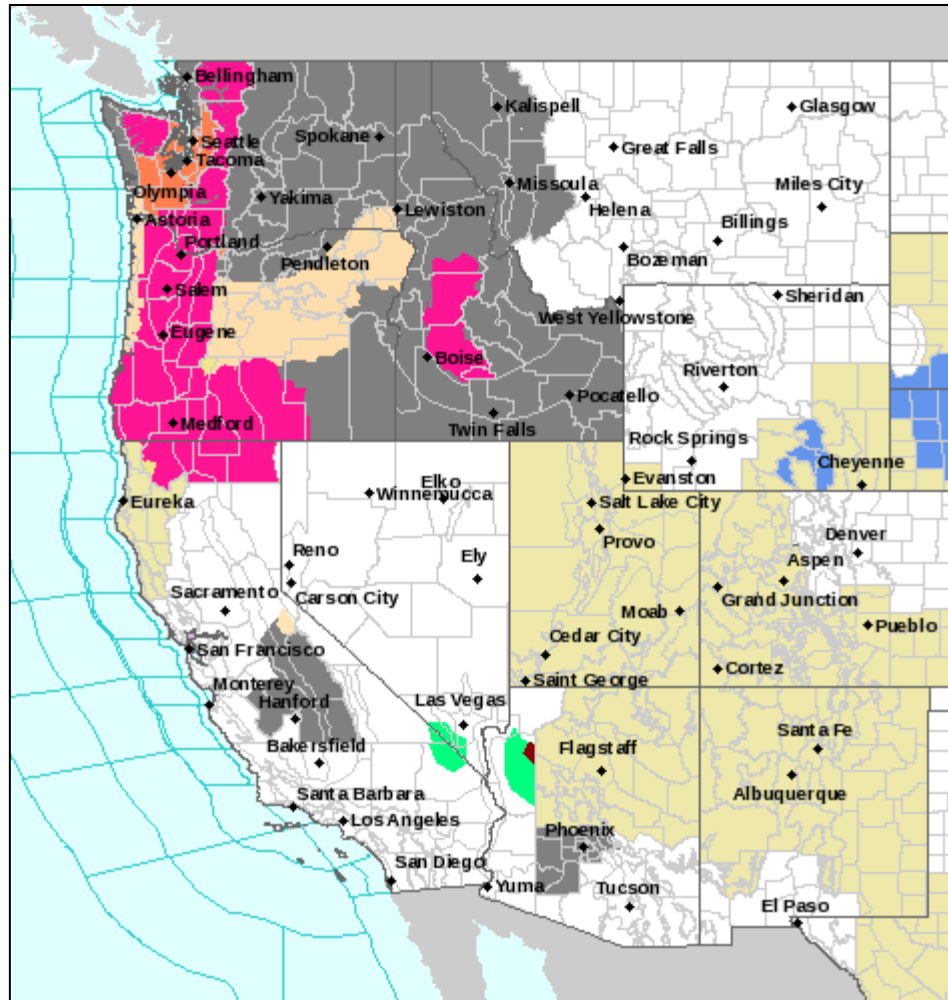 Bellingham
Kalispell
Glasgow
Seattle
Spokane
Great Falls
Tacoma
Olympia
Missoula
Miles City
Yakima
Helena
Lewiston
Astoria
Billings
Portland
Pendleton
Bozeman
Salem
Sheridan
West Yellowstone
Eugene
Boise
Riverton
Pocatello
Medford
Twin Falls
Rock Springs
Cheyenne
Elko
Evanston
Winnemucca
Eureka
Salt Lake City
Provo
Denver
Reno
Ely
Aspen
Sacramento
Carson City
Grand Junction
Moab
Pueblo
Cedar City
San Francisco
Cortez
Saint George
Monterey
Las Vegas
Hanford
Santa Fe
Bakersfield
Flagstaff
Albuquerque
Santa Barbara
Los Angeles
Phoenix
San Diego
Yuma
Tucson
El Paso